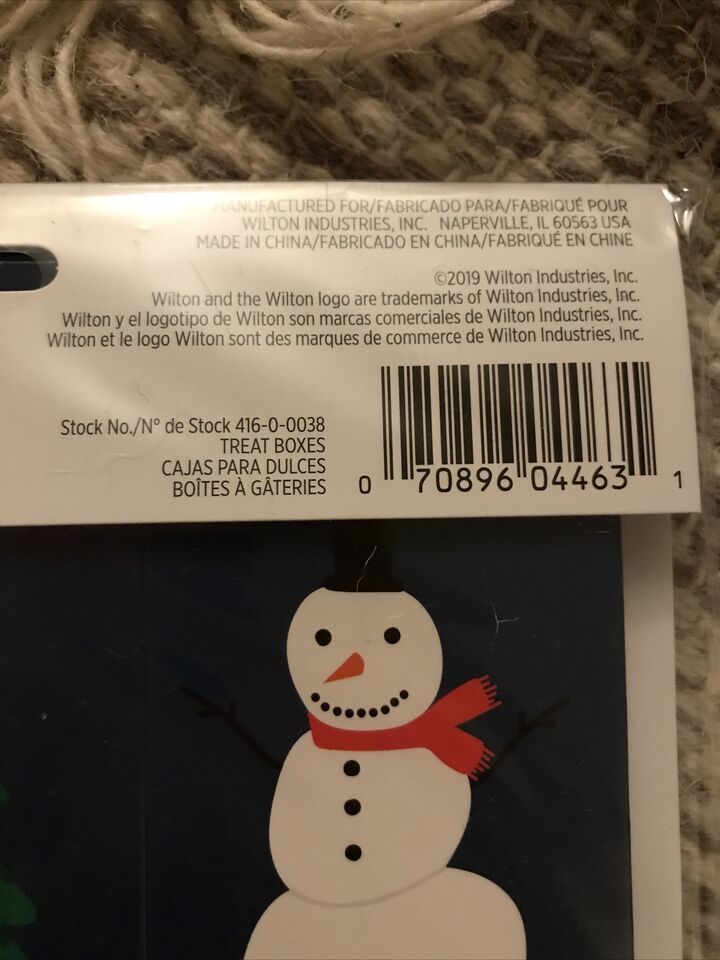 MANUFACTURED FOR/FABRICADO PARA/FABRIQUÉ POUR
WILTON INDUSTRIES, INC. NAPERVILLE, IL 60563 USA
MADE IN CHINA/FABRICADO EN CHINA/FABRIQUÉ EN CHINE
©2019 Wilton Industries, Inc.
Wilton and the Wilton logo are trademarks of Wilton Industries, Inc.
Wilton y el logotipo de Wilton son marcas comerciales de Wilton Industries, Inc.
Wilton et le logo Wilton sont des marques de commerce de Wilton Industries, Inc.
Stock No./N° de Stock 416-0-0038
TREAT BOXES
CAJAS PARA DULCES
BOÎTES À GÂTERIES
0 70896 04463 1